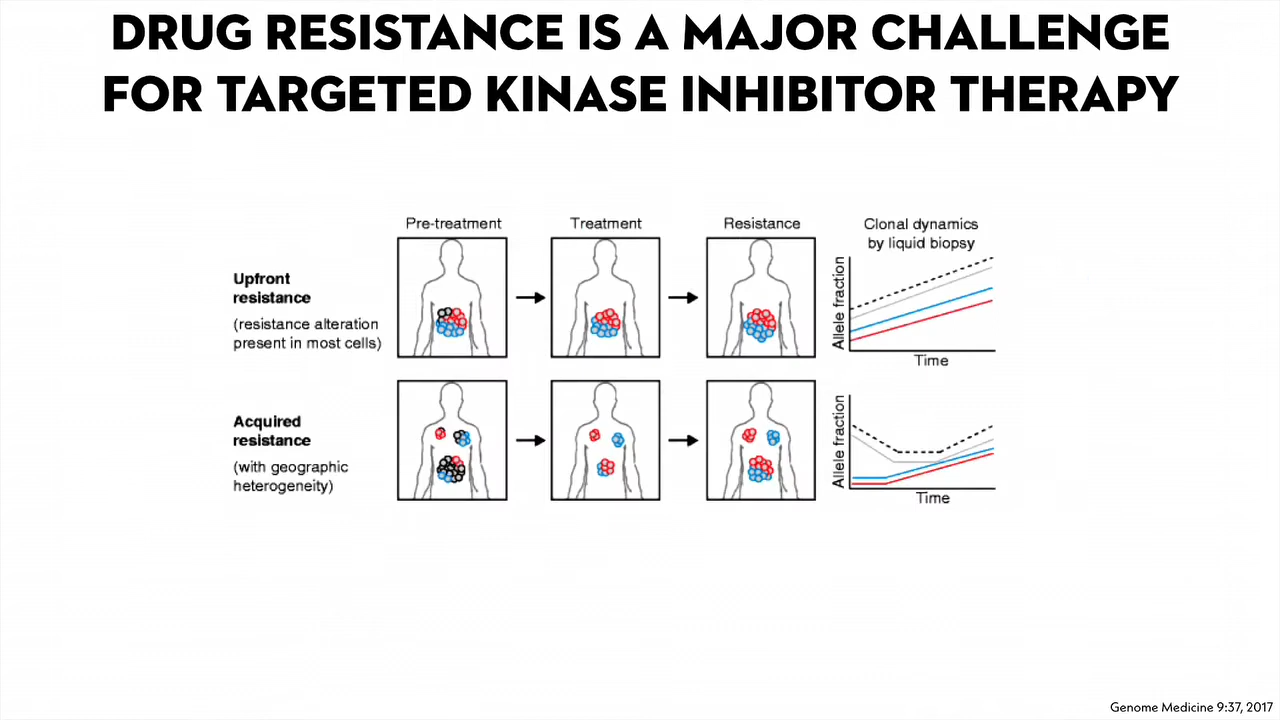 DRUG RESISTANCE IS A MAJOR CHALLENGE
FOR TARGETED KINASE INHIBITOR THERAPY
Pre-treatment
Treatment
Resistance
Clonal dynamics
by liquid biopsy
Upfront
resistance
(resistance alteration
present in most cells)
Allele fraction
Time
Acquired
resistance
(with geographic
heterogeneity)
Allele fraction
Time
Genome Medicine 9:37, 2017